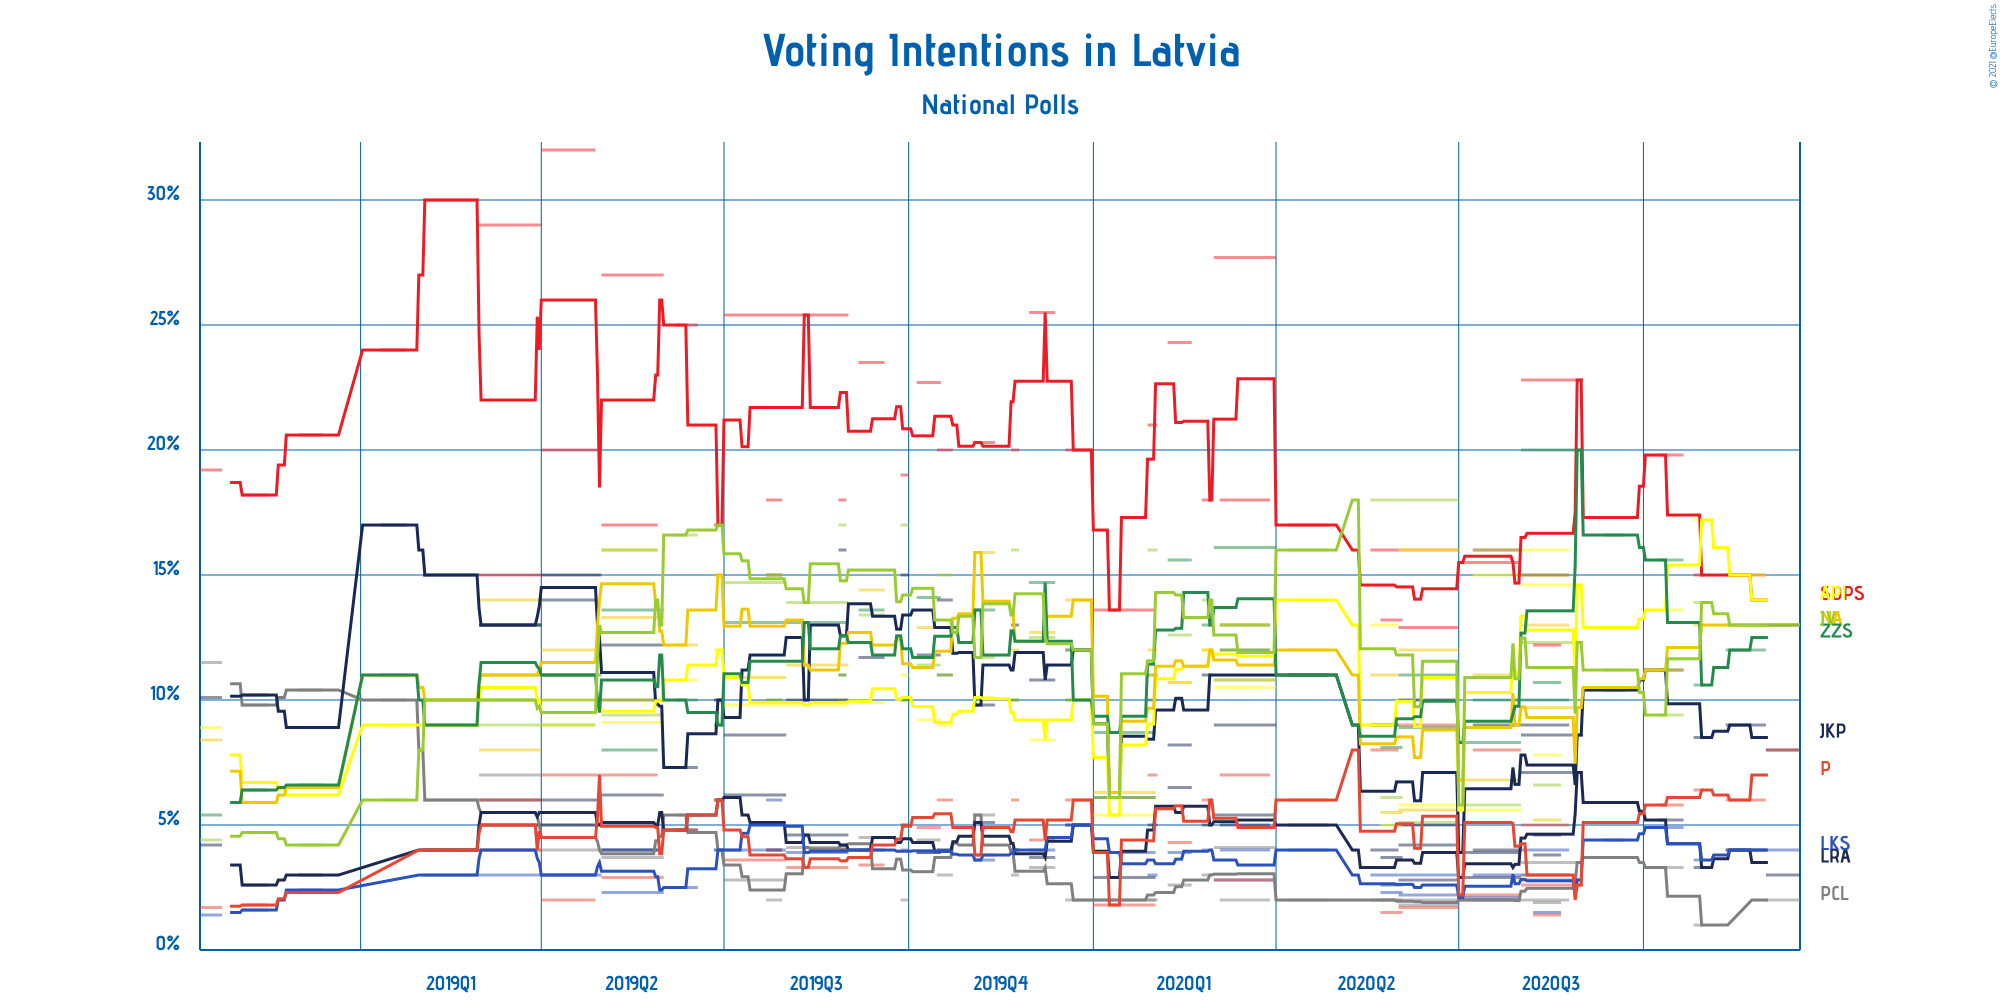 © 2021 @EuropeElects
Voting Intentions in Latvia
National Polls
30%
25%
20%
15%
10%
5%
0%
SDPS
NA
ZZS
JKP
P
LKS
LRA
PCL
2019Q1
2019Q2
2019Q3
2019Q4
2020Q1
2020Q2
2020Q3